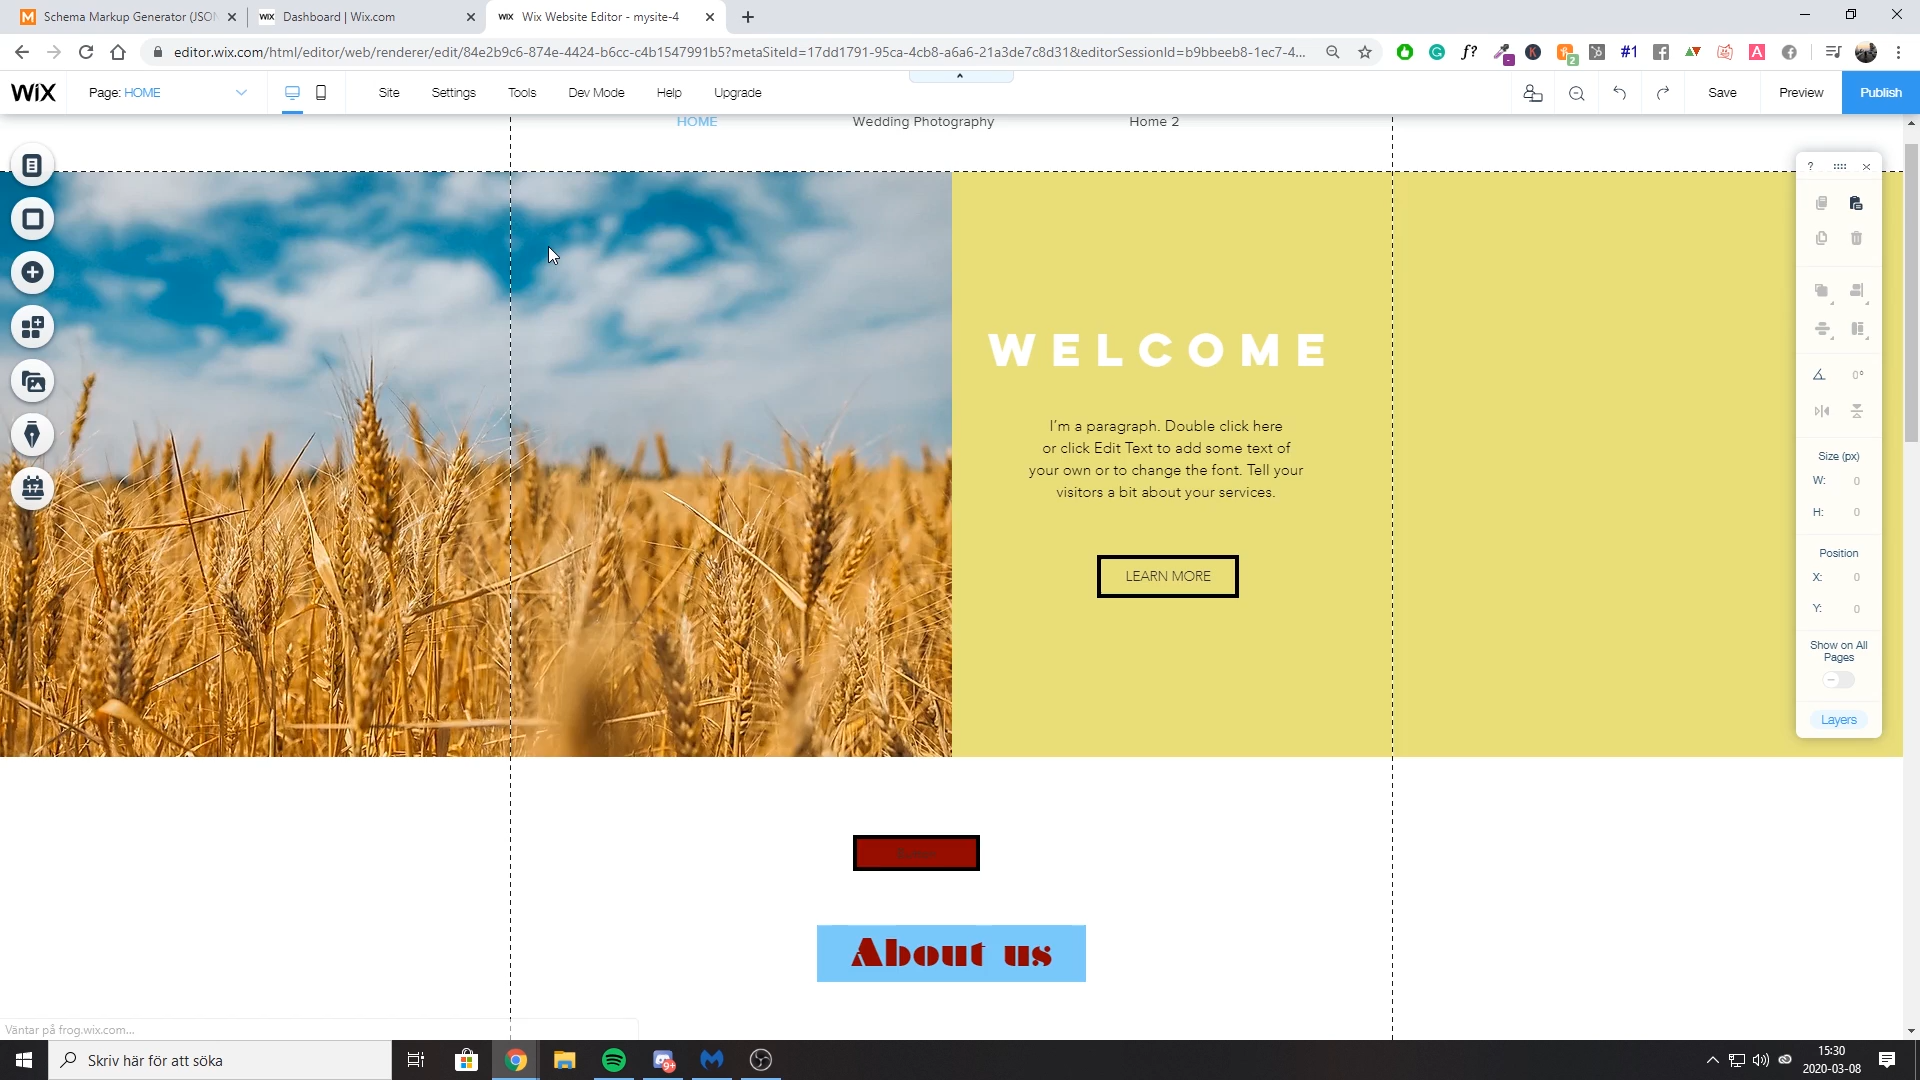 Schema Markup Generator (JSON
Dashboard | Wix.com
Wix Website Editor - mysite-4
editor.wix.com/html/editor/web/renderer/edit/84e2b9c6-874e-4424-b6cc-c4b1547991b5?metaSiteId=17dd1791-95ca-4cb8-a6a6-21a3de7c8d31&editorSessionId=b9bbeeb8-1ec7-4...
WiX
Page: HOME
Site
Settings
Tools
Dev Mode
Help
Upgrade
Save
Preview
Publish
HOME
Wedding Photography
Home 2
WELCOME
I'm a paragraph. Double click here
or click Edit Text to add some text of
your own or to change the font. Tell your
visitors a bit about your services.
LEARN MORE
About us
?
0°
Size (px)
W: 0
H: 0
Position
X: 0
Y: 0
Show on All
Pages
Layers
17
Väntar på frog.wix.com...
Skriv här för att söka
9+
15:30
2020-03-08